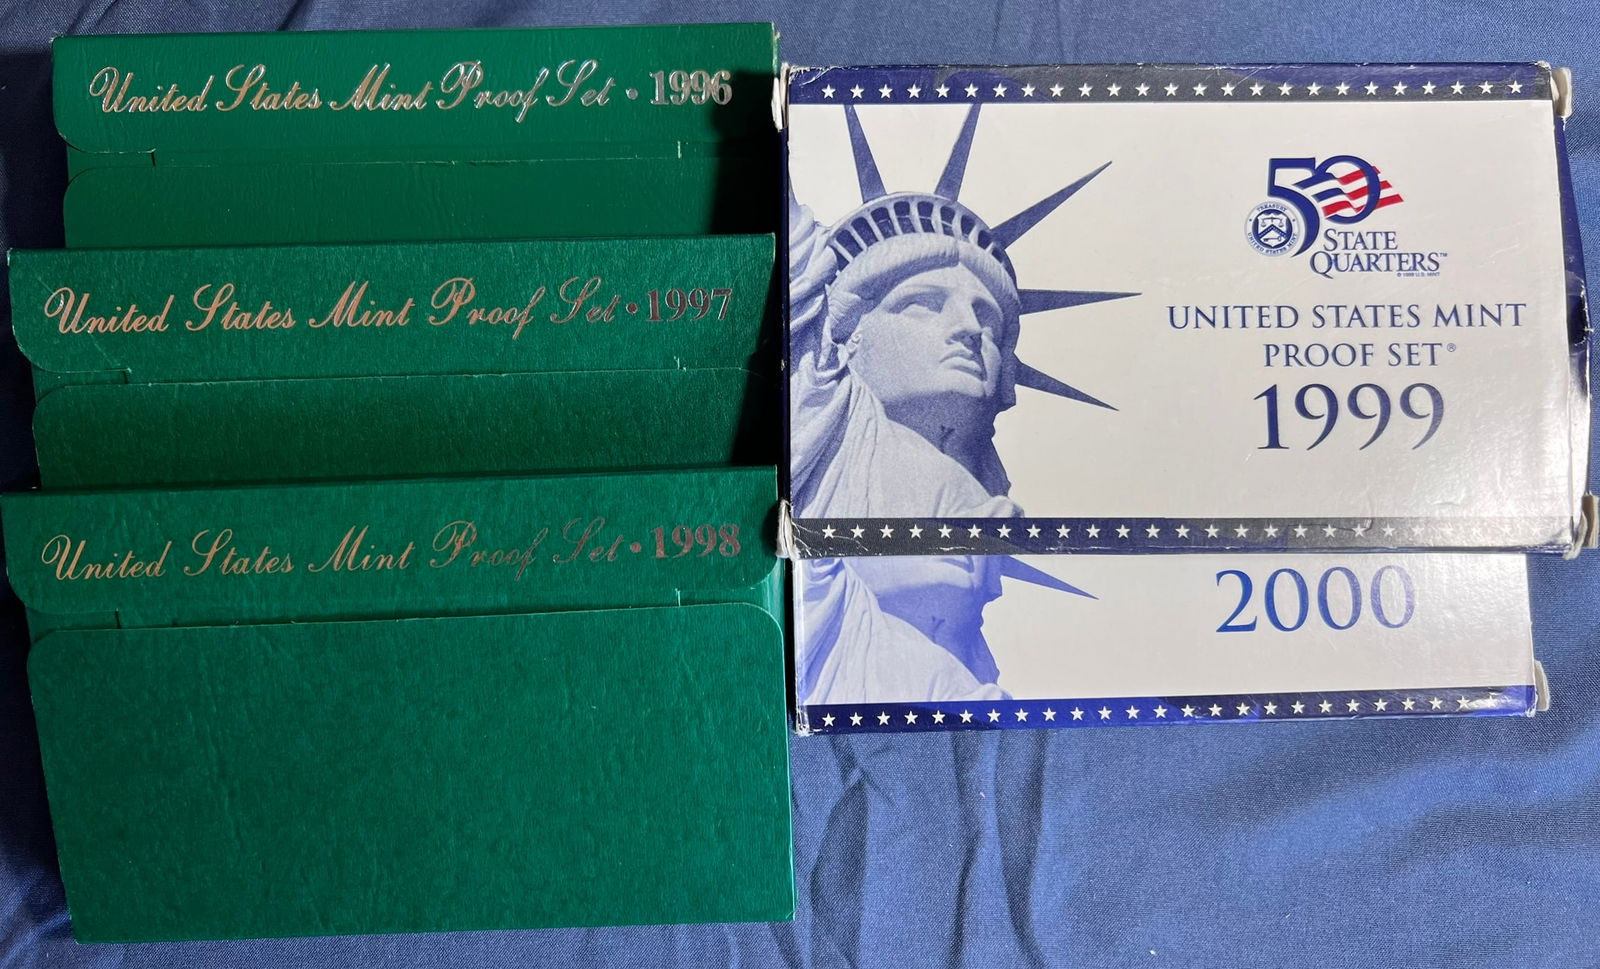 United States Mint Proof Set • 1996
United States Mint Proof Set • 1997
United States Mint Proof Set • 1998
50
STATE
QUARTERS™
UNITED STATES MINT
PROOF SET®
1999
2000